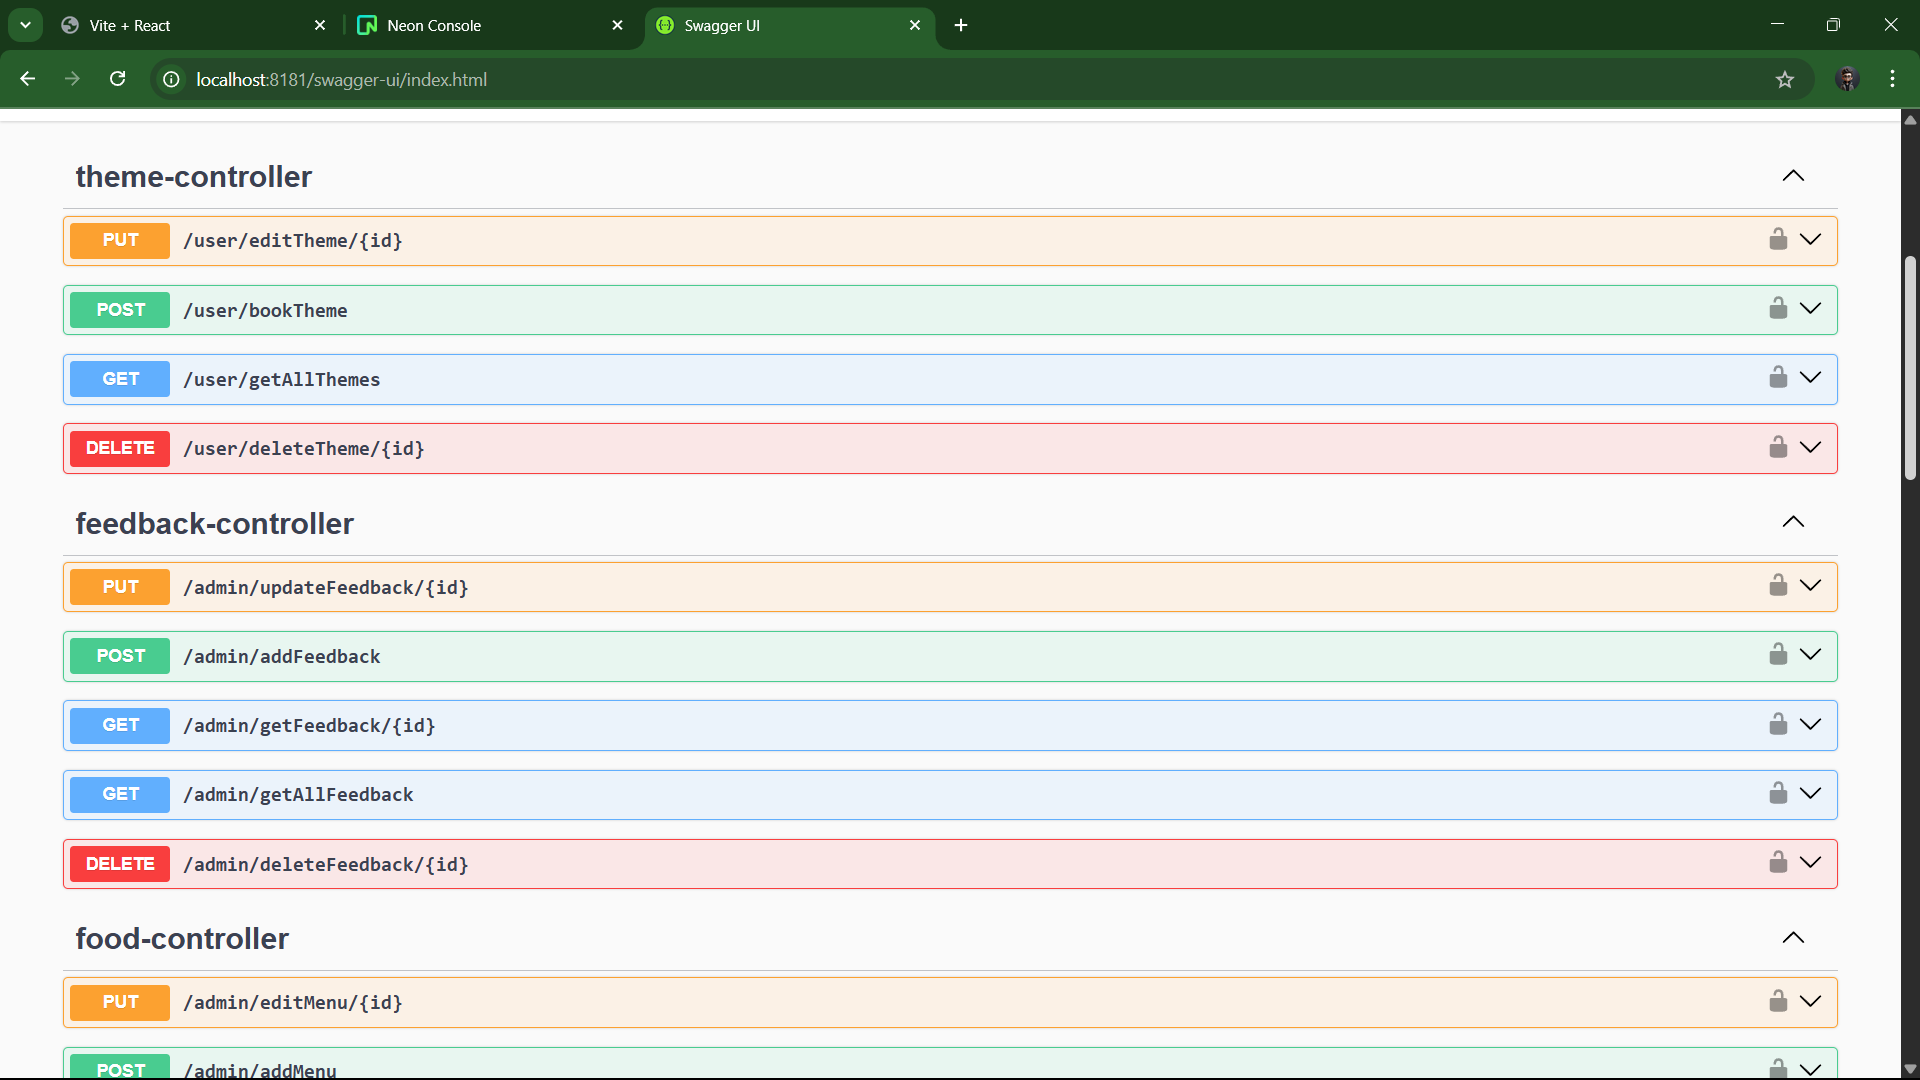 Vite + React
Neon Console
Swagger UI
localhost:8181/swagger-ui/index.html
theme-controller
PUT /user/editTheme/{id}
POST /user/bookTheme
GET /user/getAllThemes
DELETE /user/deleteTheme/{id}
feedback-controller
PUT /admin/updateFeedback/{id}
POST /admin/addFeedback
GET /admin/getFeedback/{id}
GET /admin/getAllFeedback
DELETE /admin/deleteFeedback/{id}
food-controller
PUT /admin/editMenu/{id}
POST /admin/addMenu